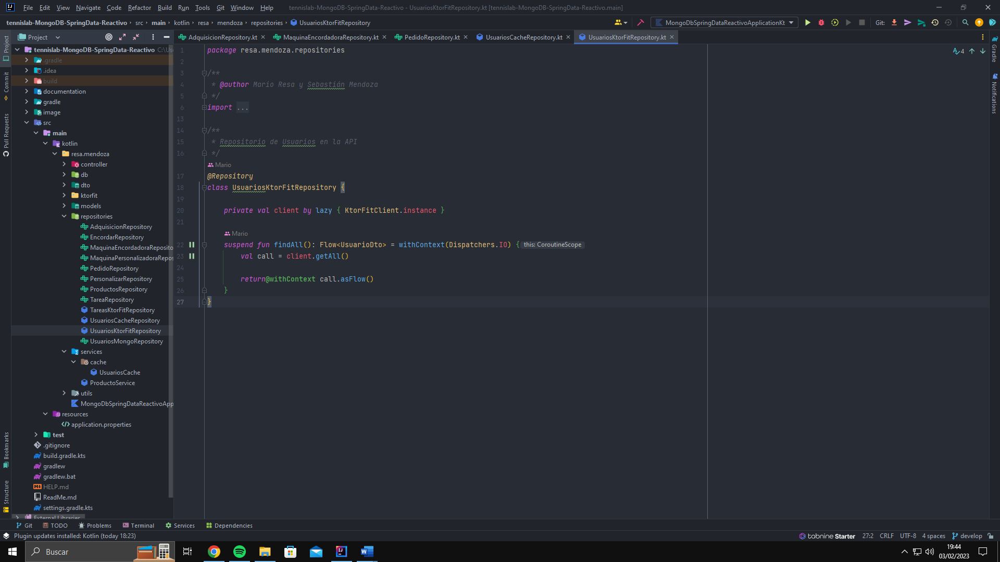 File Edit View Navigate Code Refactor Build Run Tools Git Window Help tennislab-MongoDB-SpringData-Reactivo - UsuariosKtorFitRepository.kt [tennislab-MongoDB-SpringData-Reactivo.main]
tennislab-MongoDB-SpringData-Reactivo src main kotlin resa mendoza repositories UsuariosKtorFitRepository MongoDbSpringDataReactivoApplicationKt Git:
Project AdquisicionRepository.kt MaquinaEncordadoraRepository.kt PedidoRepository.kt UsuariosCacheRepository.kt UsuariosKtorFitRepository.kt
Project
Commit
Pull Requests
Bookmarks
Structure
tennislab-MongoDB-SpringData-Reactivo C:\Us
.gradle
.idea
build
documentation
gradle
image
src
main
kotlin
resa.mendoza
controller
db
dto
ktorfit
models
repositories
AdquisicionRepository
EncordarRepository
MaquinaEncordadoraReposito
MaquinaPersonalizadoraRepos
PedidoRepository
PersonalizarRepository
ProductosRepository
TareaRepository
TareasKtorFitRepository
UsuariosCacheRepository
UsuariosKtorFitRepository
UsuariosMongoRepository
services
cache
UsuariosCache
ProductoService
utils
MongoDbSpringDataReactivoApp
resources
application.properties
test
.gitignore
build.gradle.kts
gradlew
gradlew.bat
HELP.md
ReadMe.md
settings.gradle.kts
External Libraries
1 package resa.mendoza.repositories
2
3 /**
4 * @author Mario Resa y Sebastián Mendoza
5 */
6 import ...
13
14 /**
15 * Repositorio de Usuarios en la API
16 */
Mario
17 @Repository
18 class UsuariosKtorFitRepository {
19
20 private val client by lazy { KtorFitClient.instance }
21
Mario
22 suspend fun findAll(): Flow<UsuarioDto> = withContext(Dispatchers.IO) { this: CoroutineScope
23 val call = client.getAll()
24
25 return@withContext call.asFlow()
26 }
27 }
4
Gradle
Notifications
Git TODO Problems Terminal Services Dependencies
Plugin updates installed: Kotlin (today 18:23) tabnine Starter 27:2 CRLF UTF-8 4 spaces develop
Buscar
19:44
03/02/2023